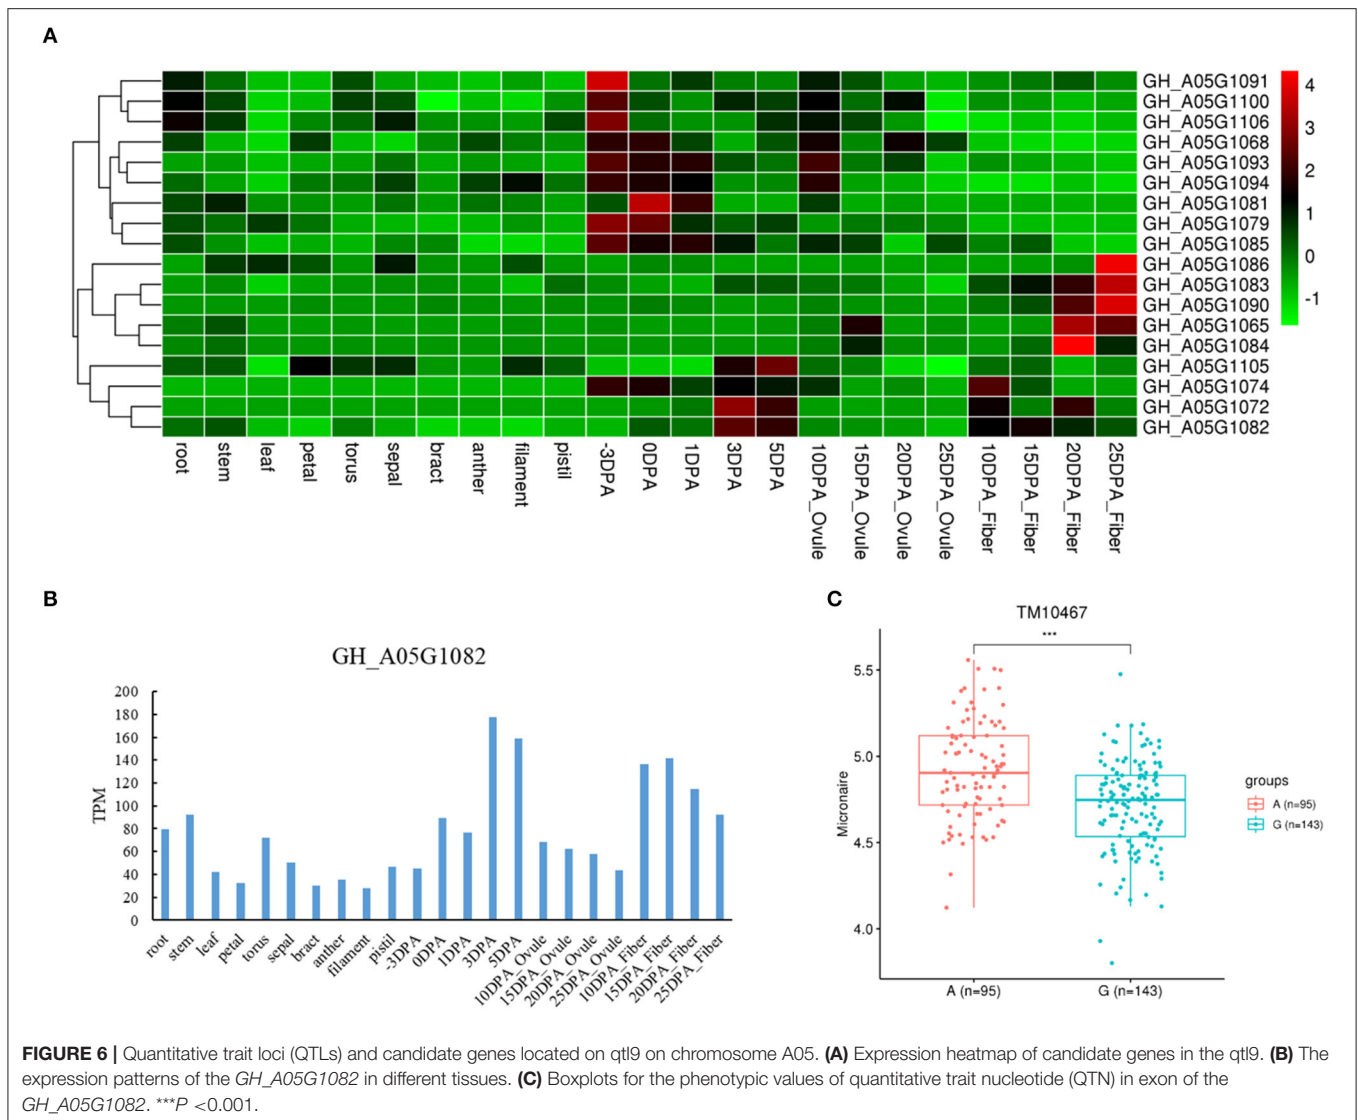 A
GH_A05G1091
GH_A05G1100
GH_A05G1106
GH_A05G1068
GH_A05G1093
GH_A05G1094
GH_A05G1081
GH_A05G1079
GH_A05G1085
GH_A05G1086
GH_A05G1083
GH_A05G1090
GH_A05G1065
GH_A05G1084
GH_A05G1105
GH_A05G1074
GH_A05G1072
GH_A05G1082
4
3
2
1
0
-1
root
stem
leaf
petal
torus
sepal
bract
anther
filament
pistil
-3DPA
0DPA
1DPA
3DPA
5DPA
10DPA_Ovule
15DPA_Ovule
20DPA_Ovule
25DPA_Ovule
10DPA_Fiber
15DPA_Fiber
20DPA_Fiber
25DPA_Fiber
B
GH_A05G1082
TPM
200
180
160
140
120
100
80
60
40
20
0
root
stem
leaf
petal
torus
sepal
bract
anther
filament
pistil
-3DPA
0DPA
1DPA
3DPA
5DPA
10DPA_Ovule
15DPA_Ovule
20DPA_Ovule
25DPA_Ovule
10DPA_Fiber
15DPA_Fiber
20DPA_Fiber
25DPA_Fiber
C
TM10467
***
Micronaire
5.5
5.0
4.5
4.0
A (n=95)
G (n=143)
groups
A (n=95)
G (n=143)
FIGURE 6 | Quantitative trait loci (QTLs) and candidate genes located on qtl9 on chromosome A05. (A) Expression heatmap of candidate genes in the qtl9. (B) The
expression patterns of the GH_A05G1082 in different tissues. (C) Boxplots for the phenotypic values of quantitative trait nucleotide (QTN) in exon of the
GH_A05G1082. ***P <0.001.